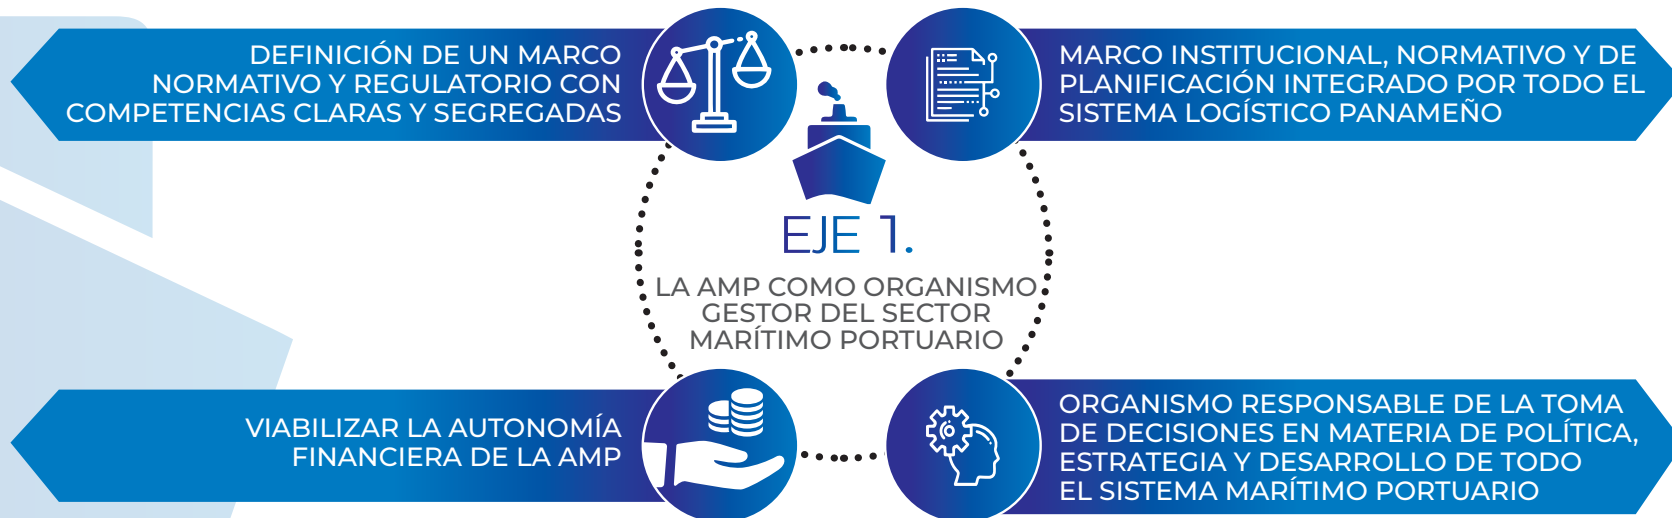 DEFINICIÓN DE UN MARCO
NORMATIVO Y REGULATORIO CON
COMPETENCIAS CLARAS Y SEGREGADAS
MARCO INSTITUCIONAL, NORMATIVO Y DE
PLANIFICACIÓN INTEGRADO POR TODO EL
SISTEMA LOGÍSTICO PANAMEÑO
EJE 1.
LA AMP COMO ORGANISMO
GESTOR DEL SECTOR
MARÍTIMO PORTUARIO
VIABILIZAR LA AUTONOMÍA
FINANCIERA DE LA AMP
ORGANISMO RESPONSABLE DE LA TOMA
DE DECISIONES EN MATERIA DE POLÍTICA,
ESTRATEGIA Y DESARROLLO DE TODO
EL SISTEMA MARÍTIMO PORTUARIO